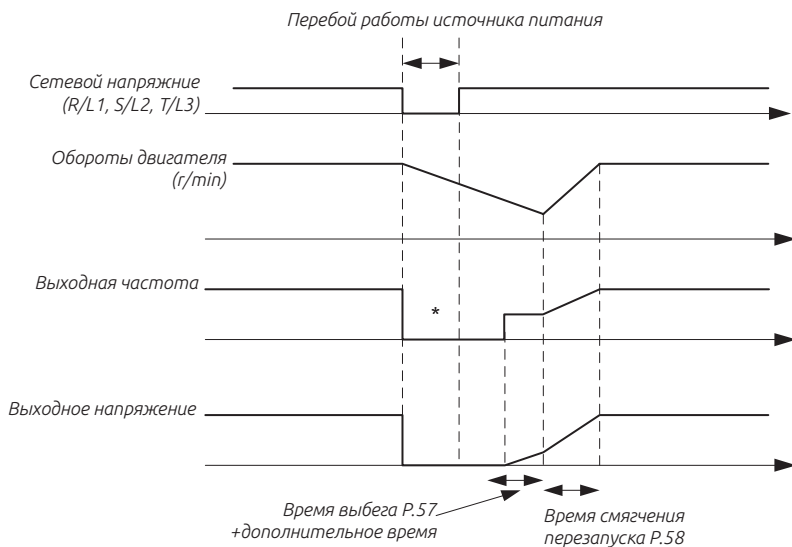 Перебой работы источника питания
Сетевой напряжние
(R/L1, S/L2, T/L3)
Обороты двигателя
(r/min)
Выходная частота
*
Выходное напряжение
Время выбега P.57
+дополнительное время
Время смягчения
перезапуска P.58